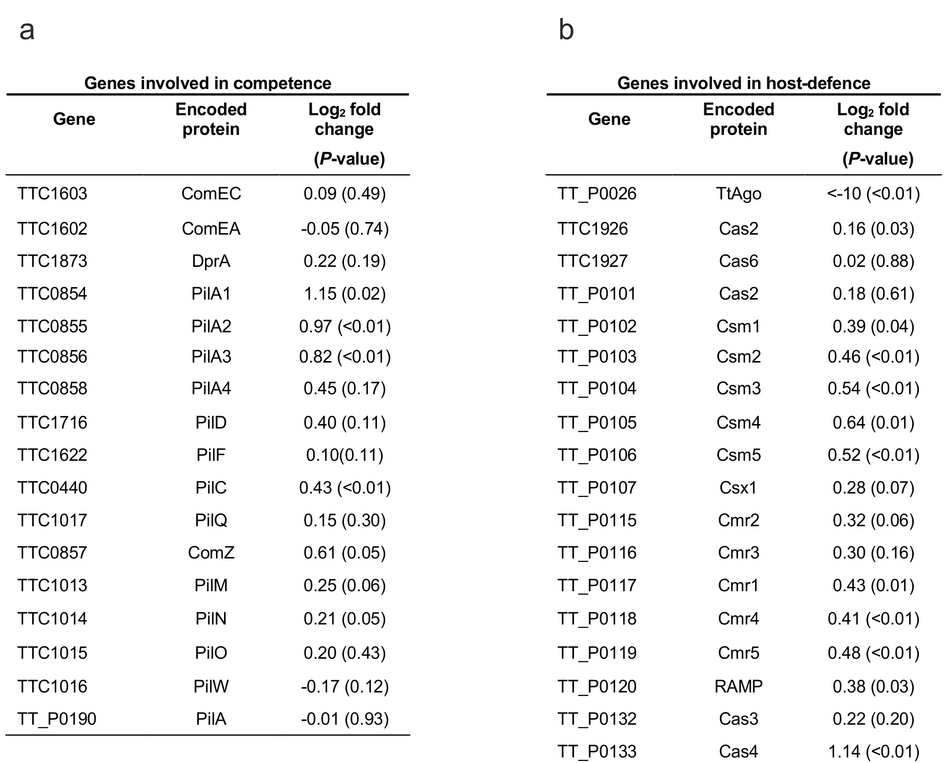 a
Genes involved in competence
Gene Encoded protein Log₂ fold change
(P-value)
TTC1603 ComEC 0.09 (0.49)
TTC1602 ComEA -0.05 (0.74)
TTC1873 DprA 0.22 (0.19)
TTC0854 PilA1 1.15 (0.02)
TTC0855 PilA2 0.97 (<0.01)
TTC0856 PilA3 0.82 (<0.01)
TTC0858 PilA4 0.45 (0.17)
TTC1716 PilD 0.40 (0.11)
TTC1622 PilF 0.10(0.11)
TTC0440 PilC 0.43 (<0.01)
TTC1017 PilQ 0.15 (0.30)
TTC0857 ComZ 0.61 (0.05)
TTC1013 PilM 0.25 (0.06)
TTC1014 PilN 0.21 (0.05)
TTC1015 PilO 0.20 (0.43)
TTC1016 PilW -0.17 (0.12)
TT_P0190 PilA -0.01 (0.93)
b
Genes involved in host-defence
Gene Encoded protein Log₂ fold change
(P-value)
TT_P0026 TtAgo <-10 (<0.01)
TTC1926 Cas2 0.16 (0.03)
TTC1927 Cas6 0.02 (0.88)
TT_P0101 Cas2 0.18 (0.61)
TT_P0102 Csm1 0.39 (0.04)
TT_P0103 Csm2 0.46 (<0.01)
TT_P0104 Csm3 0.54 (<0.01)
TT_P0105 Csm4 0.64 (0.01)
TT_P0106 Csm5 0.52 (<0.01)
TT_P0107 Csx1 0.28 (0.07)
TT_P0115 Cmr2 0.32 (0.06)
TT_P0116 Cmr3 0.30 (0.16)
TT_P0117 Cmr1 0.43 (0.01)
TT_P0118 Cmr4 0.41 (<0.01)
TT_P0119 Cmr5 0.48 (<0.01)
TT_P0120 RAMP 0.38 (0.03)
TT_P0132 Cas3 0.22 (0.20)
TT_P0133 Cas4 1.14 (<0.01)